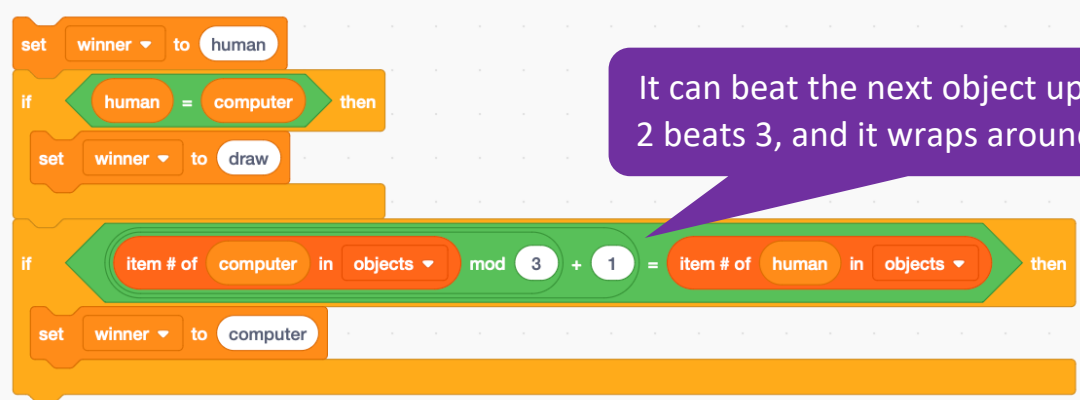 set winner to human
if human = computer then
It can beat the next object up
2 beats 3, and it wraps around
set winner to draw
if item # of computer in objects mod 3 + 1 = item # of human in objects then
set winner to computer